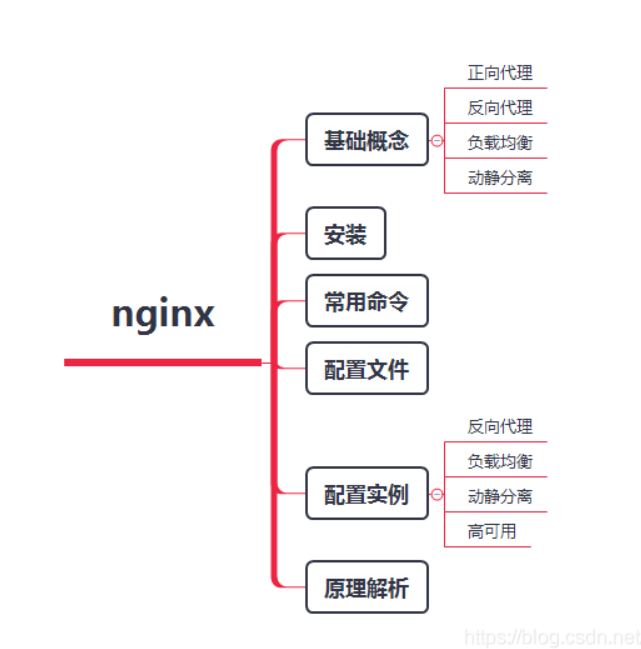 正向代理
反向代理
基础概念
负载均衡
动静分离
安装
nginx
常用命令
配置文件
反向代理
负载均衡
配置实例
动静分离
高可用
原理解析
https://blog.csdn.net